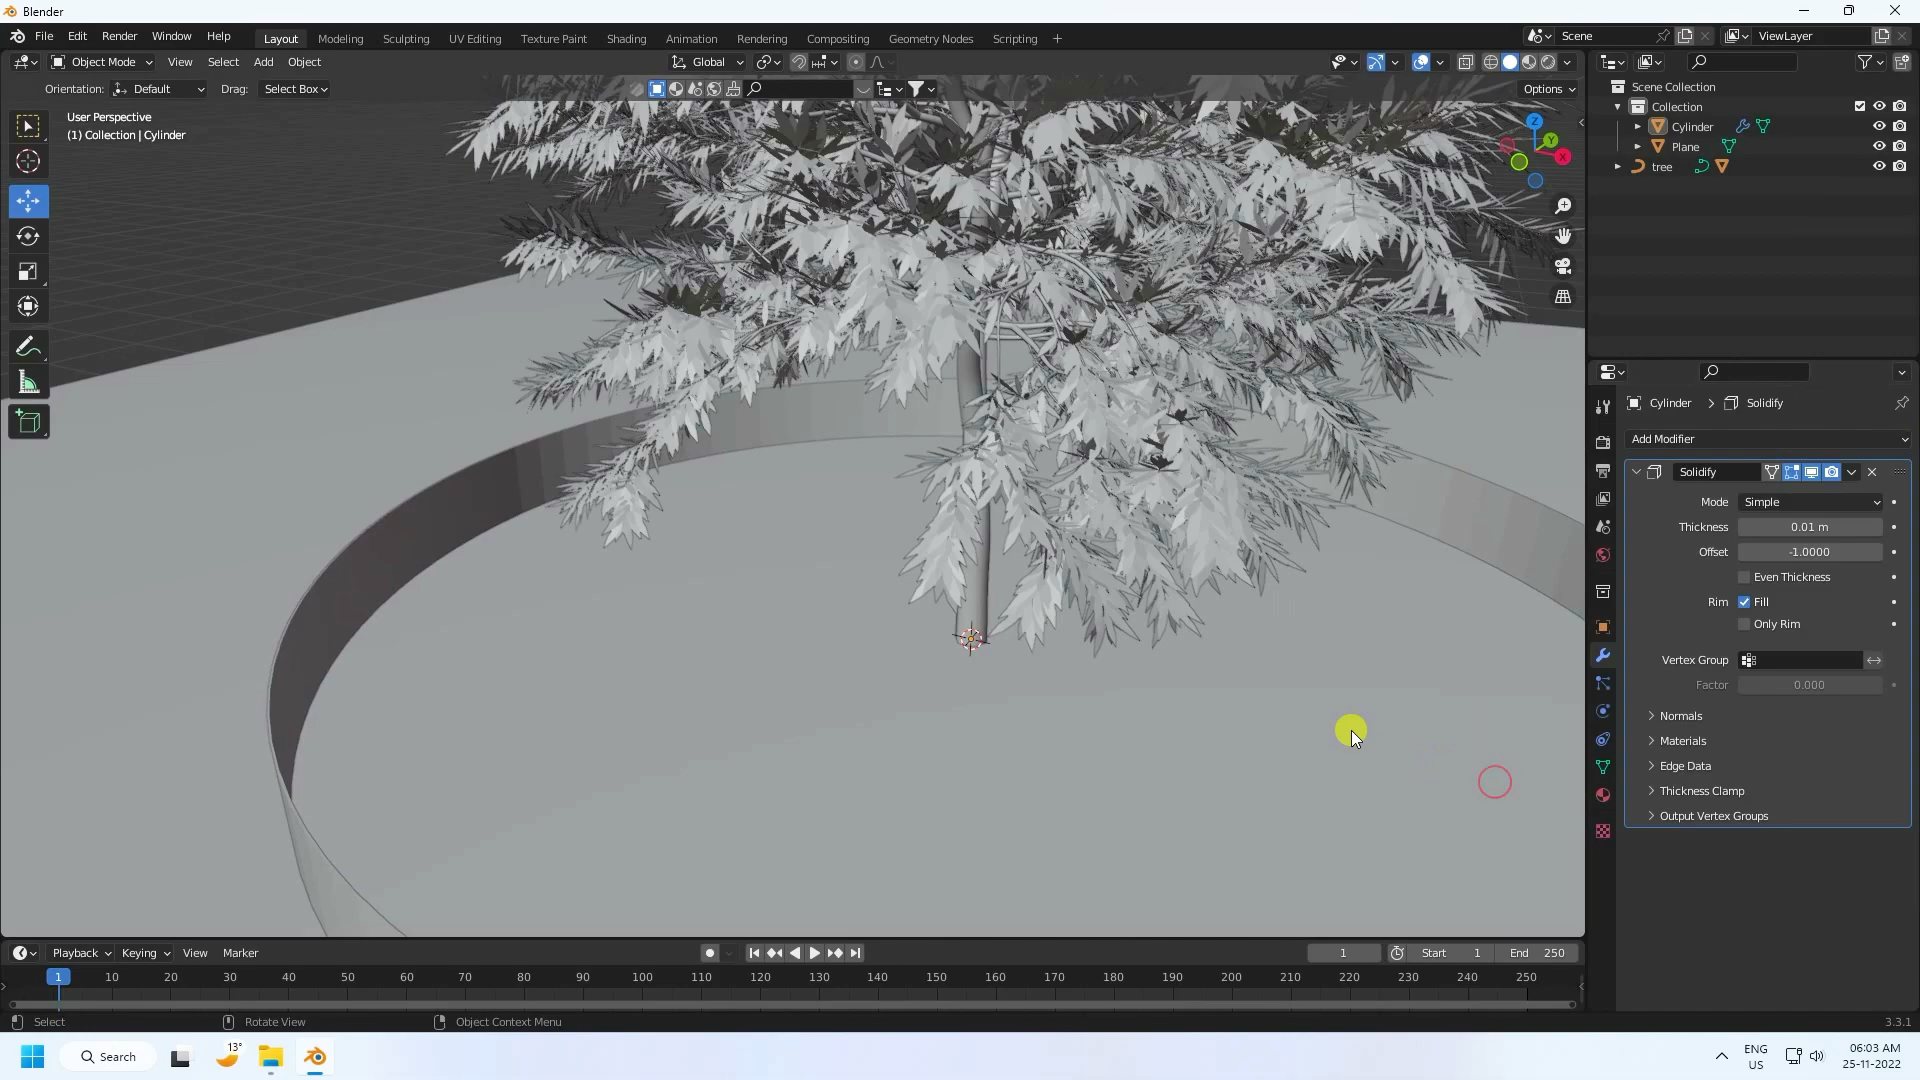 Blender
File Edit Render Window Help
Layout Modeling Sculpting UV Editing Texture Paint Shading Animation Rendering Compositing Geometry Nodes Scripting +
Scene
ViewLayer
Object Mode View Select Add Object
Global
Orientation: Default Drag: Select Box
Options
User Perspective
(1) Collection | Cylinder
Z
Y
X
Scene Collection
Collection
Cylinder
Plane
tree
Cylinder > Solidify
Add Modifier
Solidify
Mode Simple
Thickness 0.01 m
Offset -1.0000
Even Thickness
Rim Fill
Only Rim
Vertex Group
Factor 0.000
Normals
Materials
Edge Data
Thickness Clamp
Output Vertex Groups
Playback Keying View Marker
1 Start 1 End 250
1 10 20 30 40 50 60 70 80 90 100 110 120 130 140 150 160 170 180 190 200 210 220 230 240 250
Select Rotate View Object Context Menu
3.3.1
13°
Search
ENG
US
06:03 AM
25-11-2022